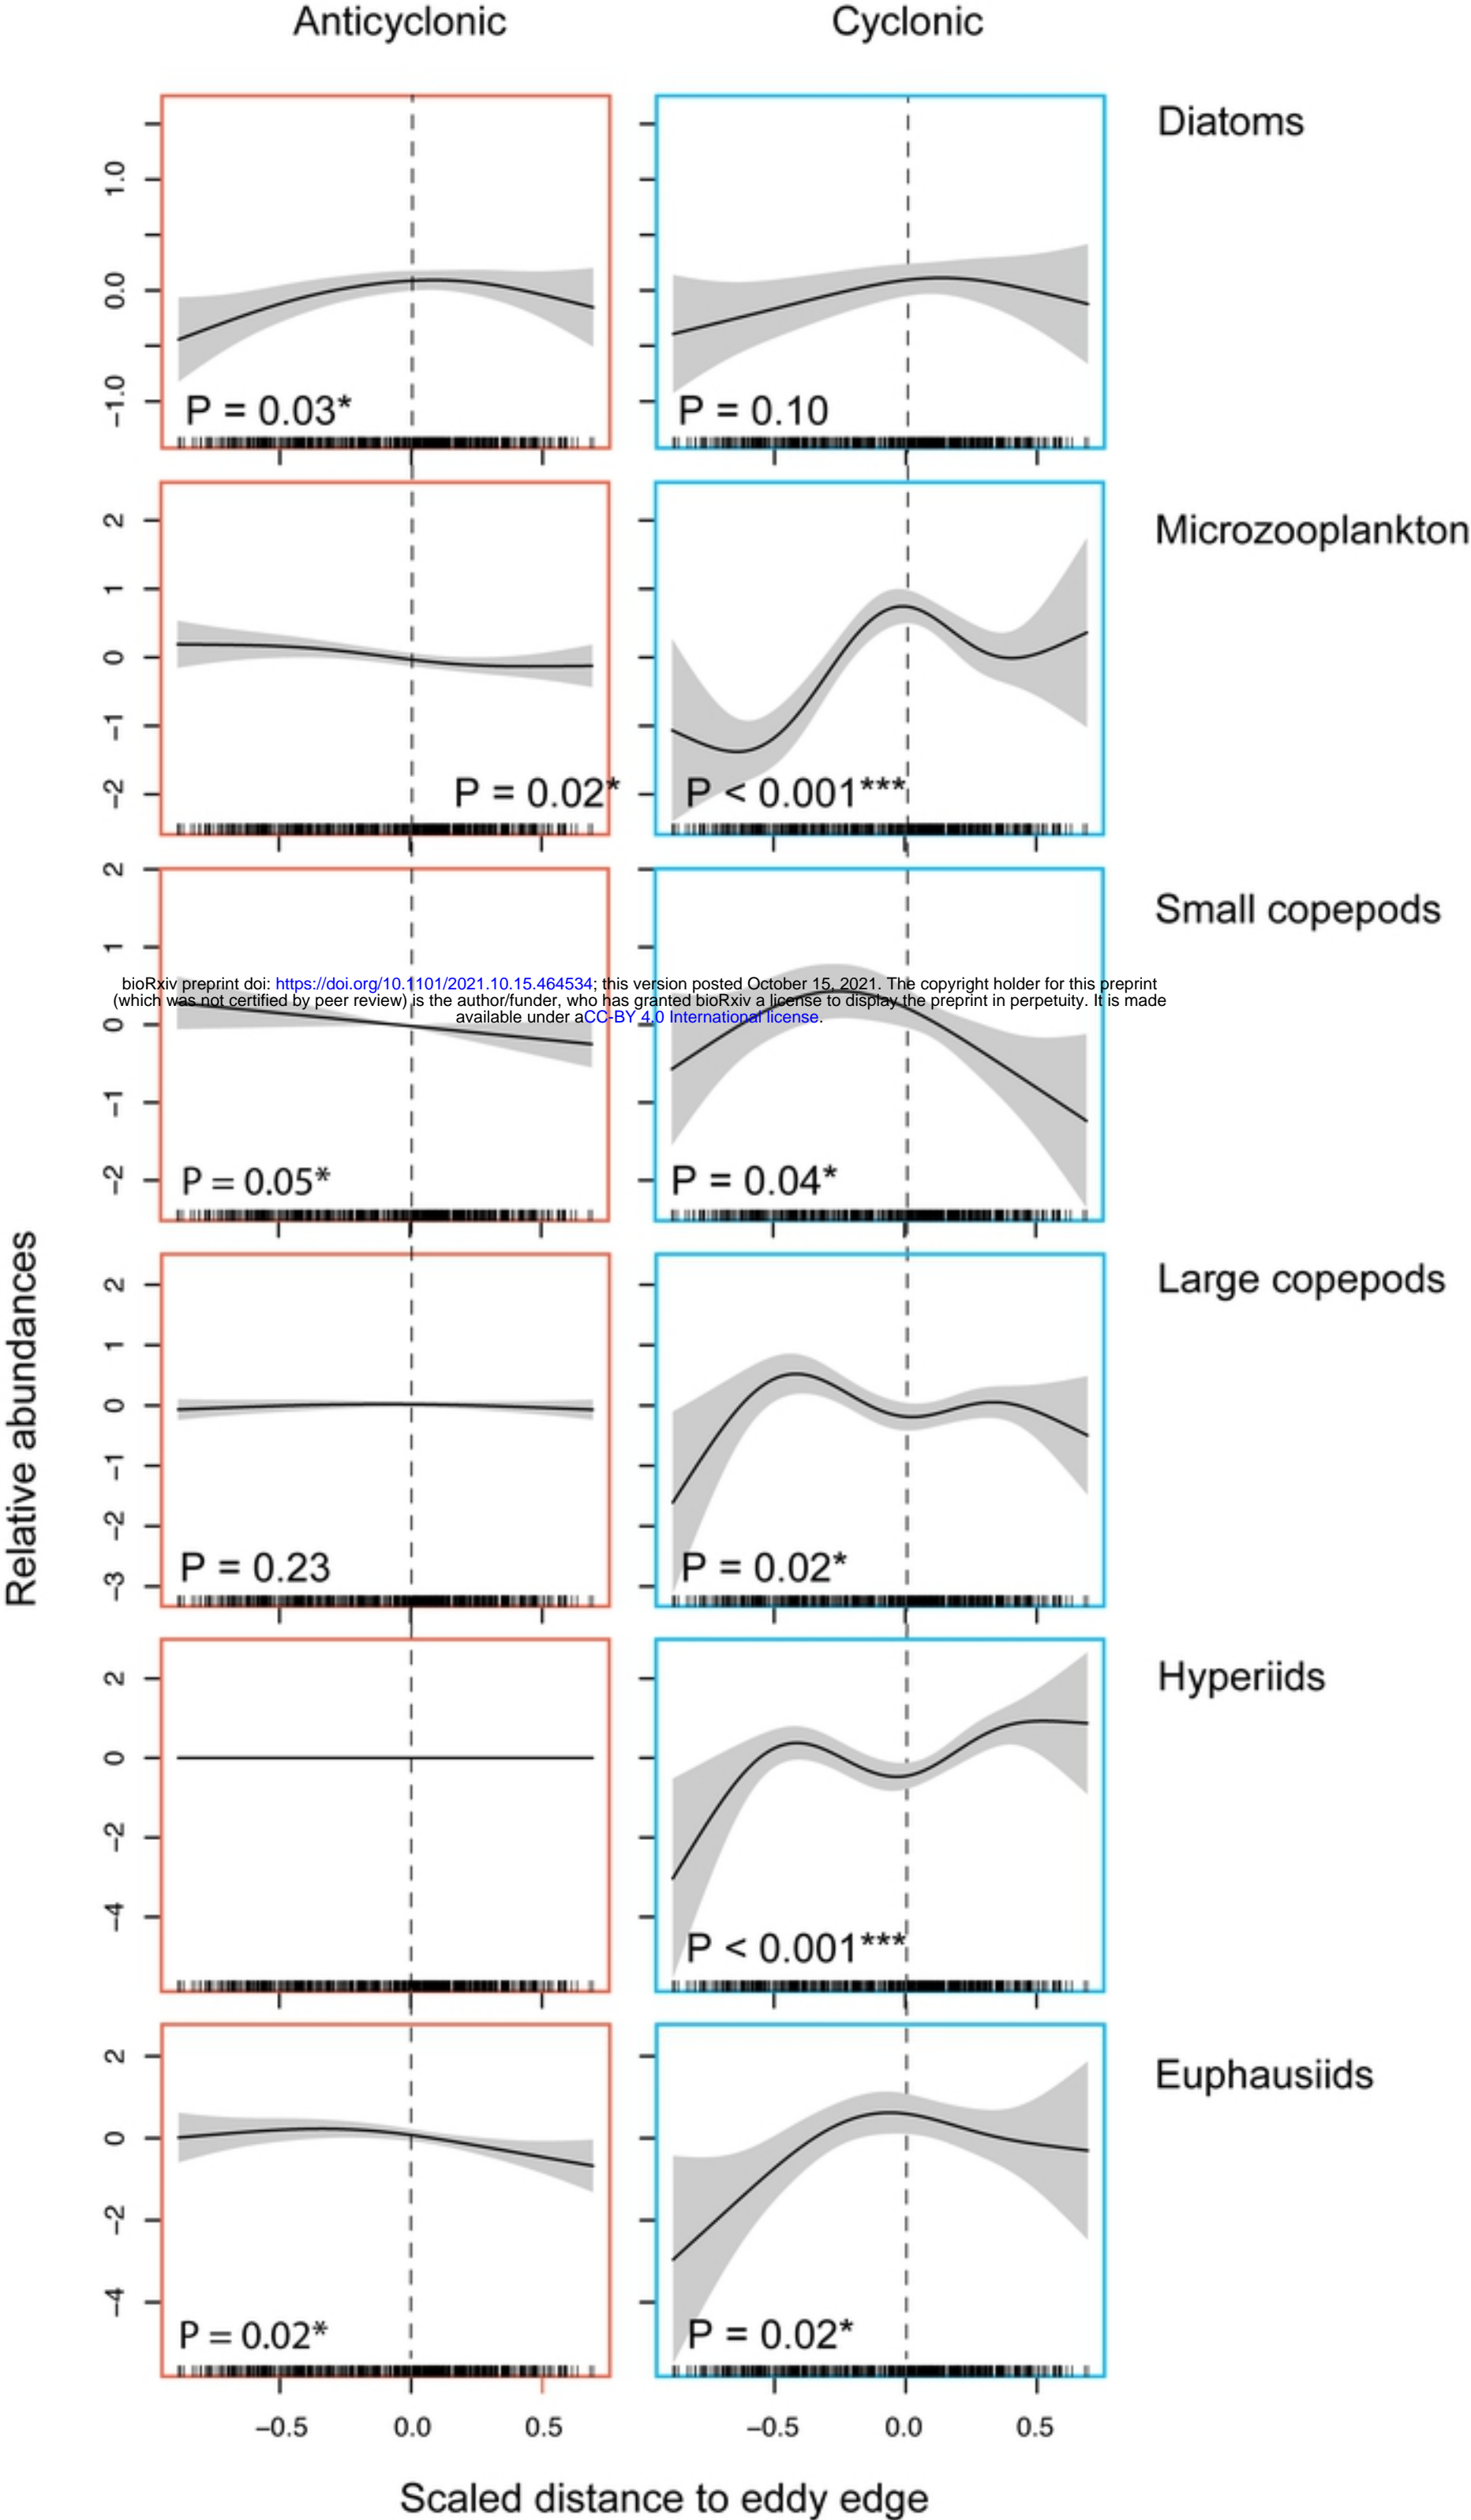 Anticyclonic
Cyclonic
Diatoms
1.0
0.0
−1.0
P = 0.03*
P = 0.10
Microzooplankton
2
1
0
−1
−2
P = 0.02*
P < 0.001***
Small copepods
2
1
0
−1
−2
bioRxiv preprint doi: https://doi.org/10.1101/2021.10.15.464534; this version posted October 15, 2021. The copyright holder for this preprint
(which was not certified by peer review) is the author/funder, who has granted bioRxiv a license to display the preprint in perpetuity. It is made
available under aCC-BY 4.0 International license.
P = 0.05*
P = 0.04*
Relative abundances
Large copepods
2
1
0
−1
−2
−3
P = 0.23
P = 0.02*
Hyperiids
2
0
−2
−4
P < 0.001***
Euphausiids
2
0
−2
−4
P = 0.02*
P = 0.02*
−0.5 0.0 0.5
−0.5 0.0 0.5
Scaled distance to eddy edge